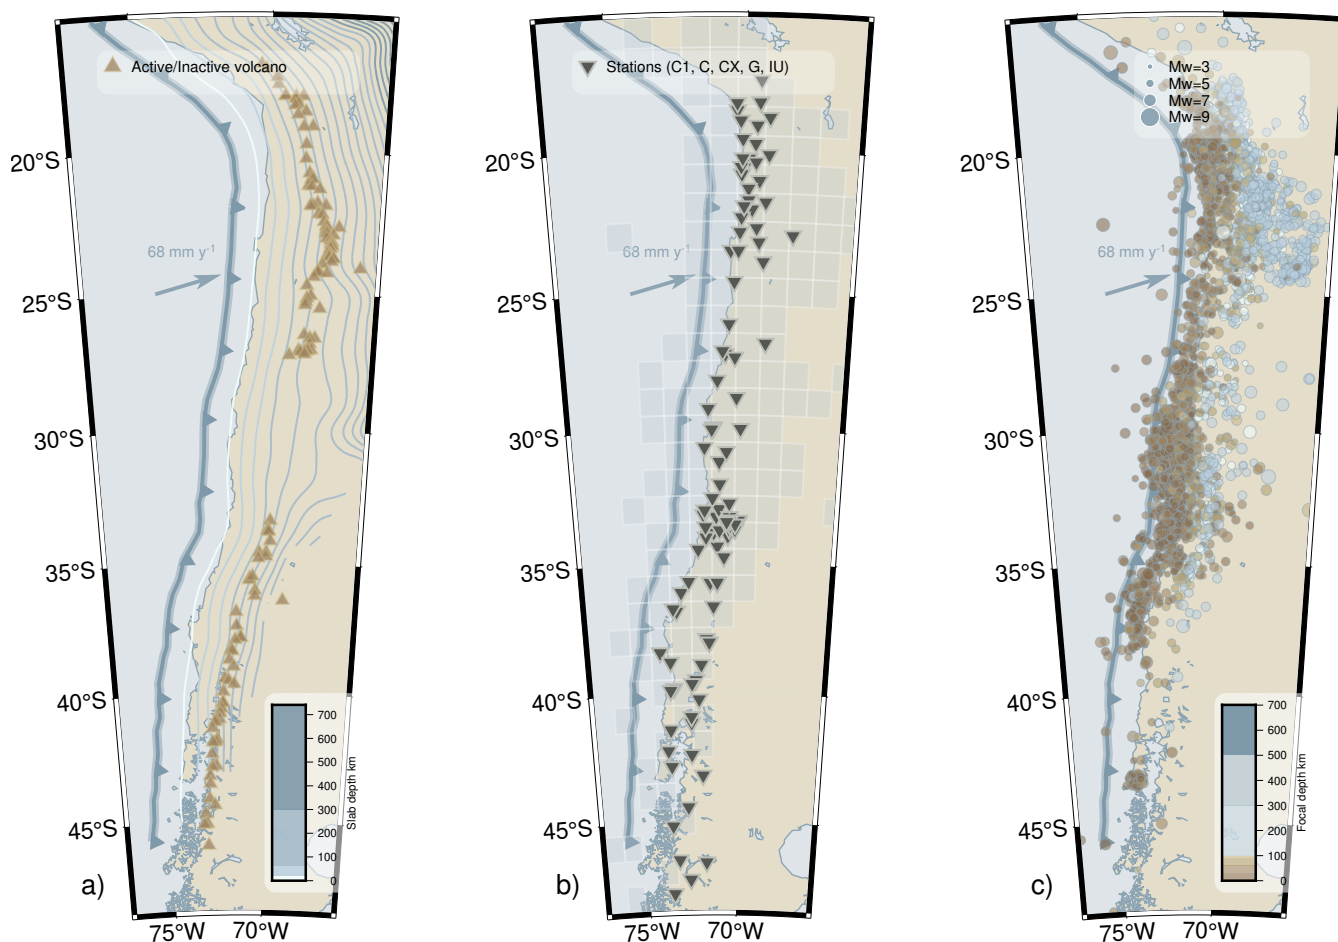 Active/Inactive volcano
20°S
68 mm y⁻¹
25°S
30°S
35°S
40°S
45°S
700
600
500
400
300
200
100
0
Slab depth km
a)
75°W
70°W
Stations (C1, C, CX, G, IU)
20°S
68 mm y⁻¹
25°S
30°S
35°S
40°S
45°S
b)
75°W
70°W
Mw=3
Mw=5
Mw=7
Mw=9
20°S
68 mm y⁻¹
25°S
30°S
35°S
40°S
45°S
700
600
500
400
300
200
100
0
Focal depth km
c)
75°W
70°W